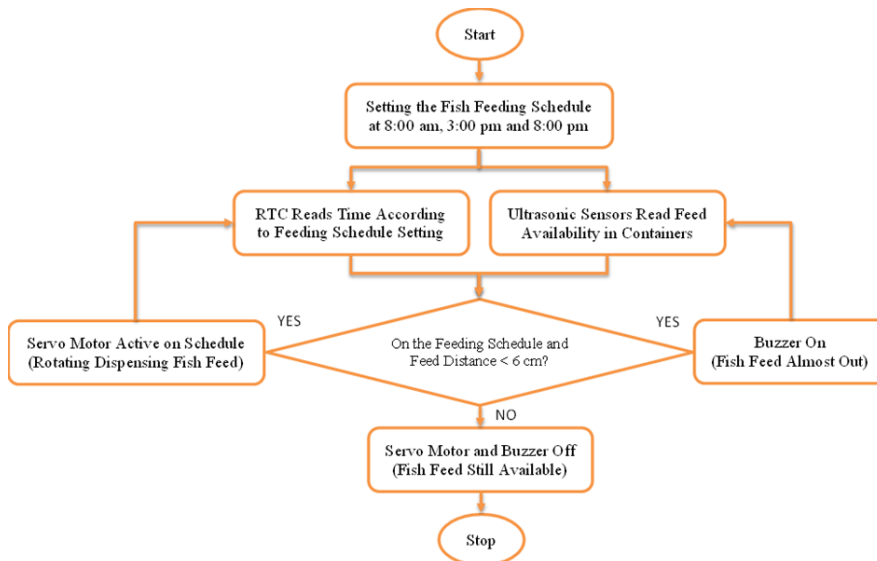 Start
Setting the Fish Feeding Schedule
at 8:00 am, 3:00 pm and 8:00 pm
RTC Reads Time According
to Feeding Schedule Setting
Ultrasonic Sensors Read Feed
Availability in Containers
YES
Servo Motor Active on Schedule
(Rotating Dispensing Fish Feed)
On the Feeding Schedule and
Feed Distance < 6 cm?
YES
Buzzer On
(Fish Feed Almost Out)
NO
Servo Motor and Buzzer Off
(Fish Feed Still Available)
Stop